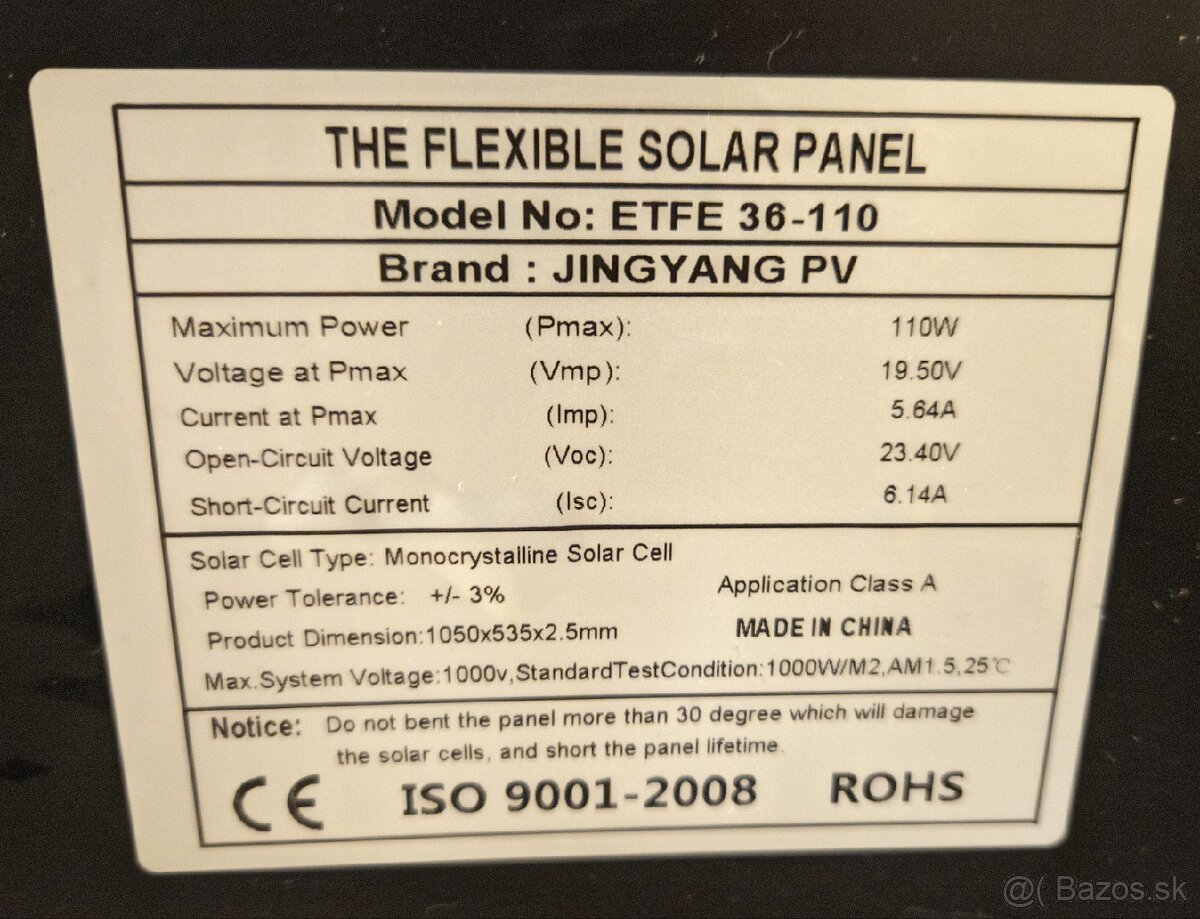 THE FLEXIBLE SOLAR PANEL
Model No: ETFE 36-110
Brand : JINGYANG PV
Maximum Power (Pmax): 110W
Voltage at Pmax (Vmp): 19.50V
Current at Pmax (Imp): 5.64A
Open-Circuit Voltage (Voc): 23.40V
Short-Circuit Current (Isc): 6.14A
Solar Cell Type: Monocrystalline Solar Cell
Power Tolerance: +/- 3% Application Class A
Product Dimension:1050x535x2.5mm MADE IN CHINA
Max.System Voltage:1000v,StandardTestCondition:1000W/M2,AM1.5,25℃
Notice: Do not bent the panel more than 30 degree which will damage
the solar cells, and short the panel lifetime.
CE ISO 9001-2008 ROHS
@( Bazos.sk